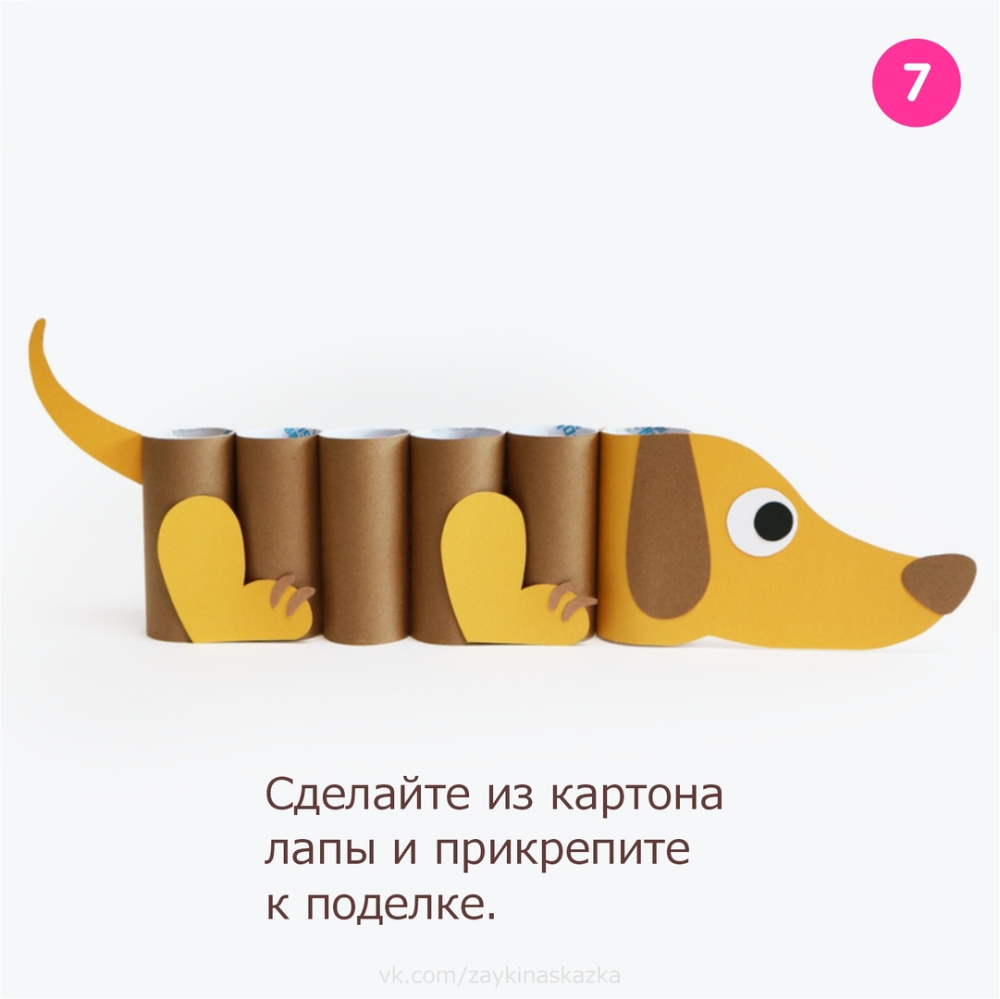 7
Сделайте из картона
лапы и прикрепите
к поделке.
vk.com/zaykinaskazka